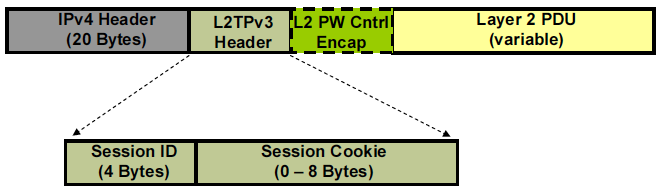 IPv4 Header
(20 Bytes)
L2TPv3
Header
L2 PW Cntrl
Encap
Layer 2 PDU
(variable)
Session ID
(4 Bytes)
Session Cookie
(0 – 8 Bytes)